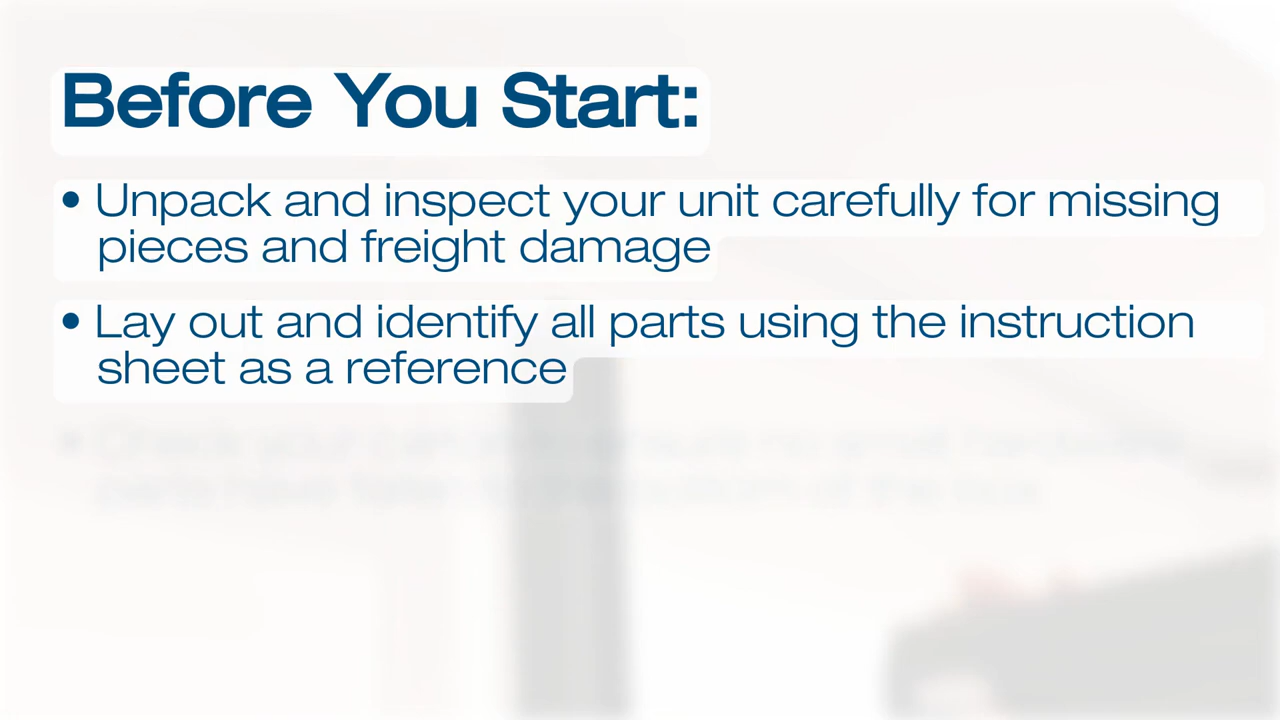 Before You Start:
• Unpack and inspect your unit carefully for missing
pieces and freight damage
• Lay out and identify all parts using the instruction
sheet as a reference